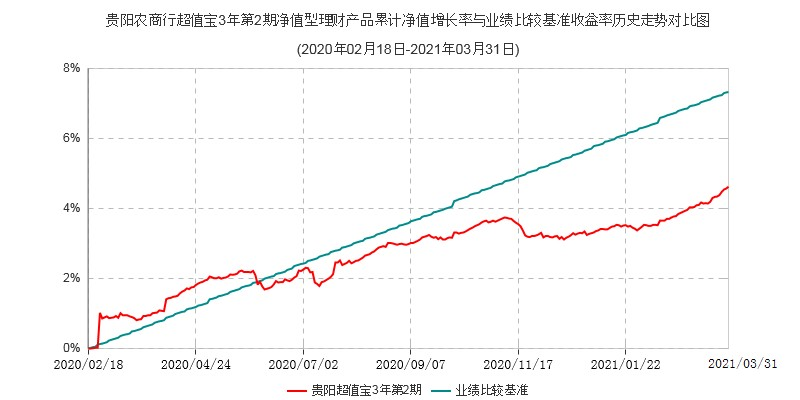 贵阳农商行超值宝3年第2期净值型理财产品累计净值增长率与业绩比较基准收益率历史走势对比图
(2020年02月18日-2021年03月31日)
8%
6%
4%
2%
0%
2020/02/18 2020/04/24 2020/07/02 2020/09/07 2020/11/17 2021/01/22 2021/03/31
贵阳超值宝3年第2期 业绩比较基准